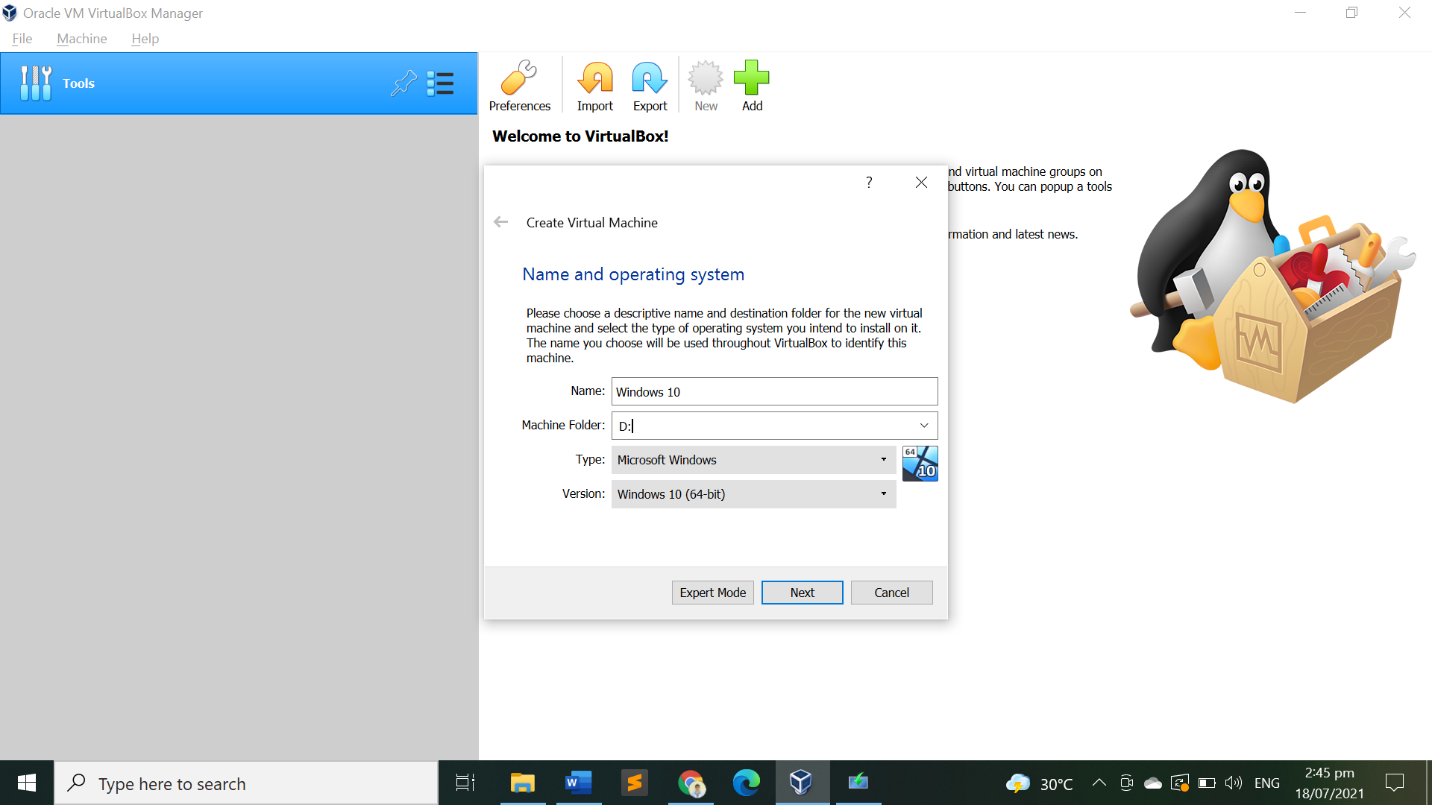 Oracle VM VirtualBox Manager
File Machine Help
Tools
Preferences Import Export New Add
Welcome to VirtualBox!
nd virtual machine groups on
buttons. You can popup a tools
rmation and latest news.
?
Create Virtual Machine
Name and operating system
Please choose a descriptive name and destination folder for the new virtual
machine and select the type of operating system you intend to install on it.
The name you choose will be used throughout VirtualBox to identify this
machine.
Name: Windows 10
Machine Folder: D:
Type: Microsoft Windows
64
10
Version: Windows 10 (64-bit)
Expert Mode Next Cancel
Type here to search
30°C
ENG
2:45 pm
18/07/2021